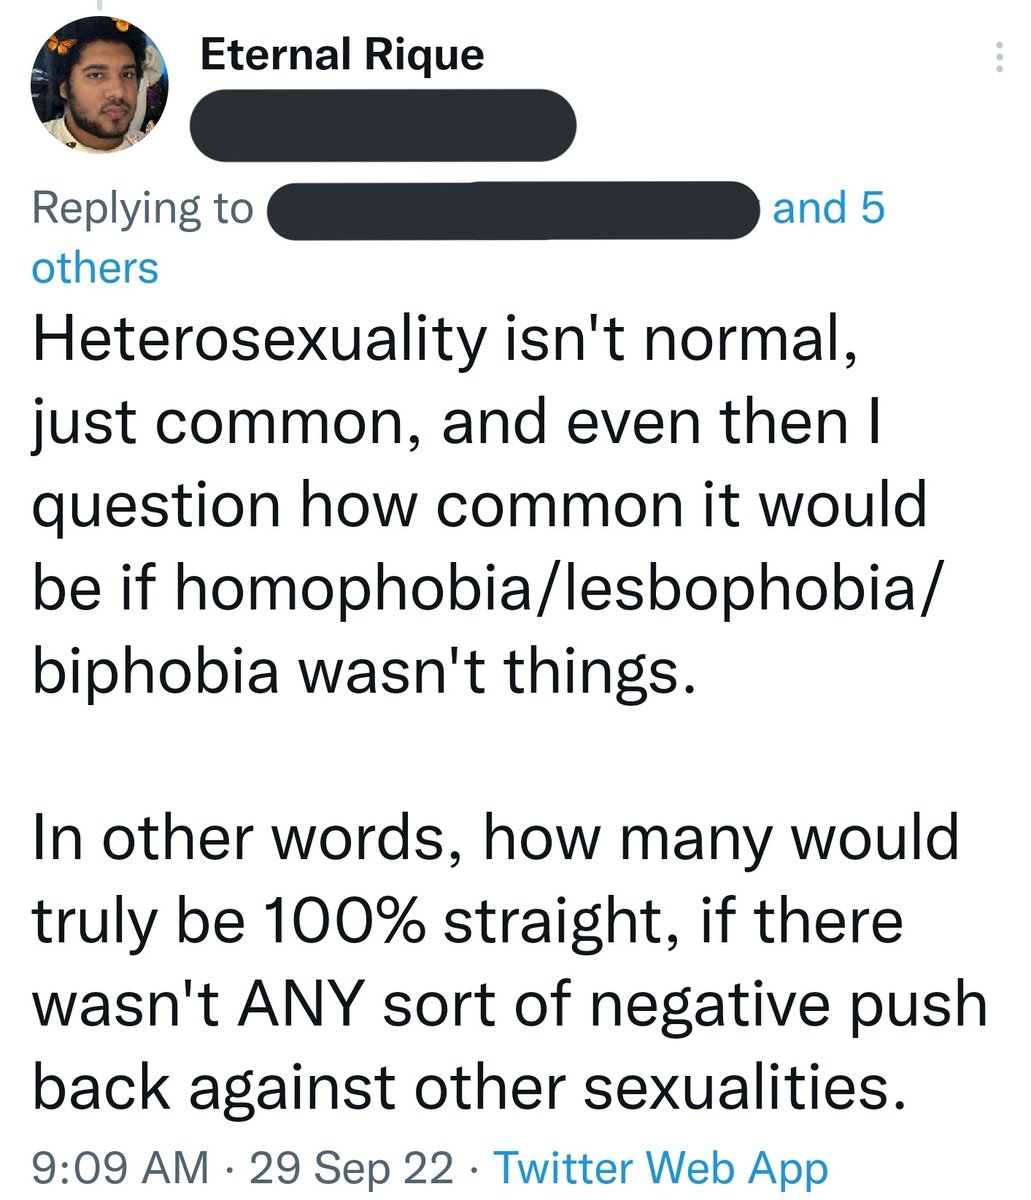 Eternal Rique
Replying to and 5
others
Heterosexuality isn't normal,
just common, and even then I
question how common it would
be if homophobia/lesbophobia/
biphobia wasn't things.
In other words, how many would
truly be 100% straight, if there
wasn't ANY sort of negative push
back against other sexualities.
9:09 AM · 29 Sep 22 · Twitter Web App